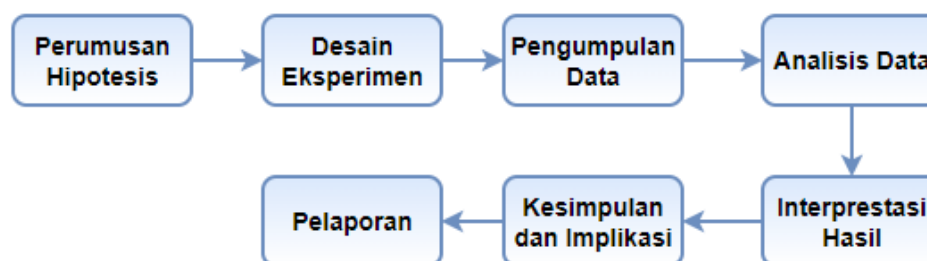 Perumusan
Hipotesis
Desain
Eksperimen
Pengumpulan
Data
Analisis Data
Interprestasi
Hasil
Kesimpulan
dan Implikasi
Pelaporan